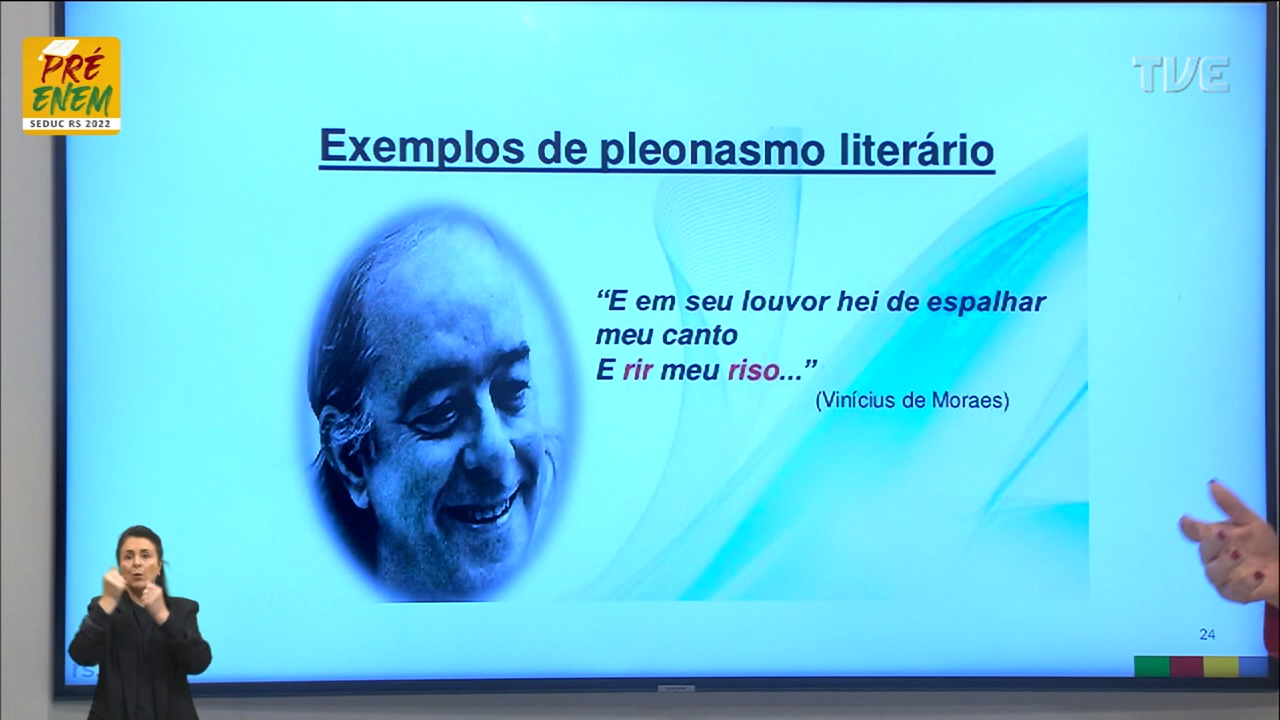 PRÉ
ENEM
SEDUC RS 2022
TVE
Exemplos de pleonasmo literário
“E em seu louvor hei de espalhar
meu canto
E rir meu riso...”
(Vinícius de Moraes)
24